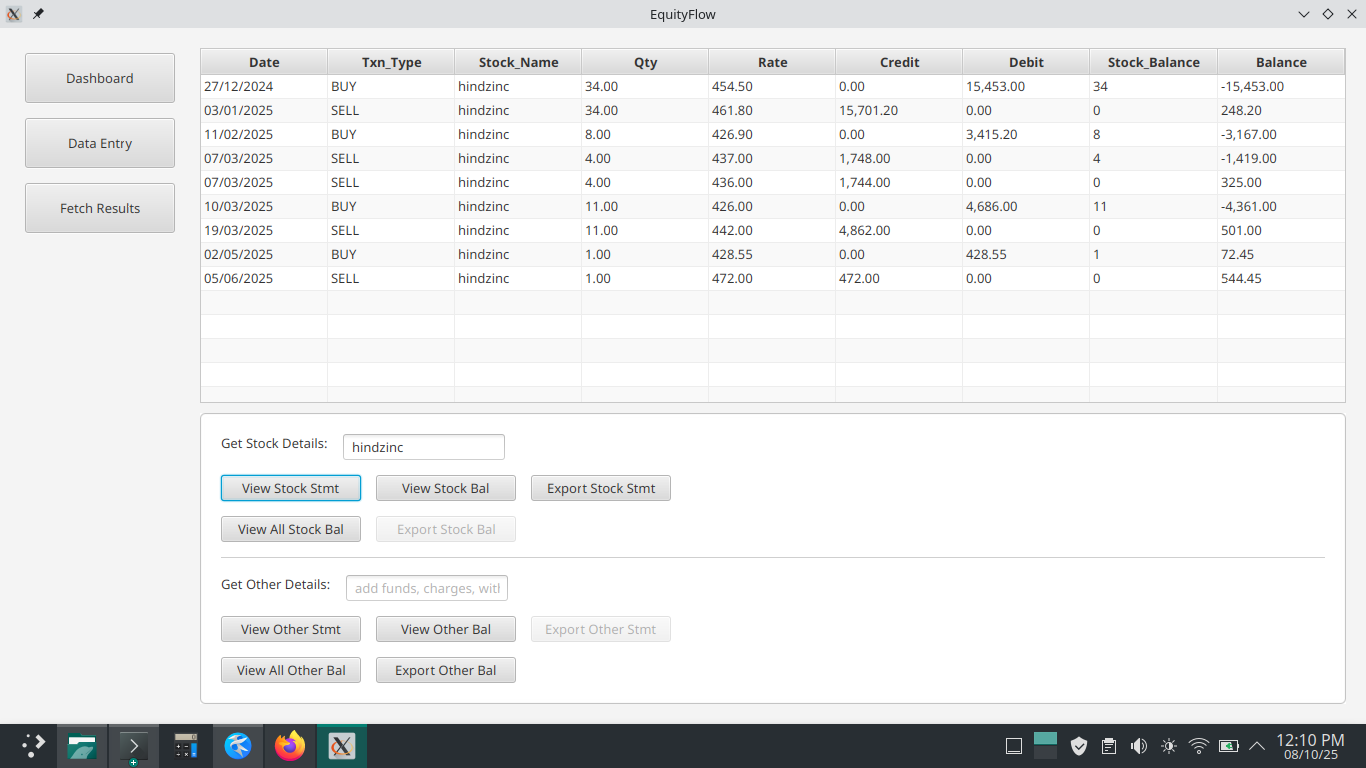 EquityFlow
Dashboard
Data Entry
Fetch Results
Date Txn_Type Stock_Name Qty Rate Credit Debit Stock_Balance Balance
27/12/2024 BUY hindzinc 34.00 454.50 0.00 15,453.00 34 -15,453.00
03/01/2025 SELL hindzinc 34.00 461.80 15,701.20 0.00 0 248.20
11/02/2025 BUY hindzinc 8.00 426.90 0.00 3,415.20 8 -3,167.00
07/03/2025 SELL hindzinc 4.00 437.00 1,748.00 0.00 4 -1,419.00
07/03/2025 SELL hindzinc 4.00 436.00 1,744.00 0.00 0 325.00
10/03/2025 BUY hindzinc 11.00 426.00 0.00 4,686.00 11 -4,361.00
19/03/2025 SELL hindzinc 11.00 442.00 4,862.00 0.00 0 501.00
02/05/2025 BUY hindzinc 1.00 428.55 0.00 428.55 1 72.45
05/06/2025 SELL hindzinc 1.00 472.00 472.00 0.00 0 544.45
Get Stock Details: hindzinc
View Stock Stmt View Stock Bal Export Stock Stmt
View All Stock Bal Export Stock Bal
Get Other Details: add funds, charges, witl
View Other Stmt View Other Bal Export Other Stmt
View All Other Bal Export Other Bal
12:10 PM
08/10/25